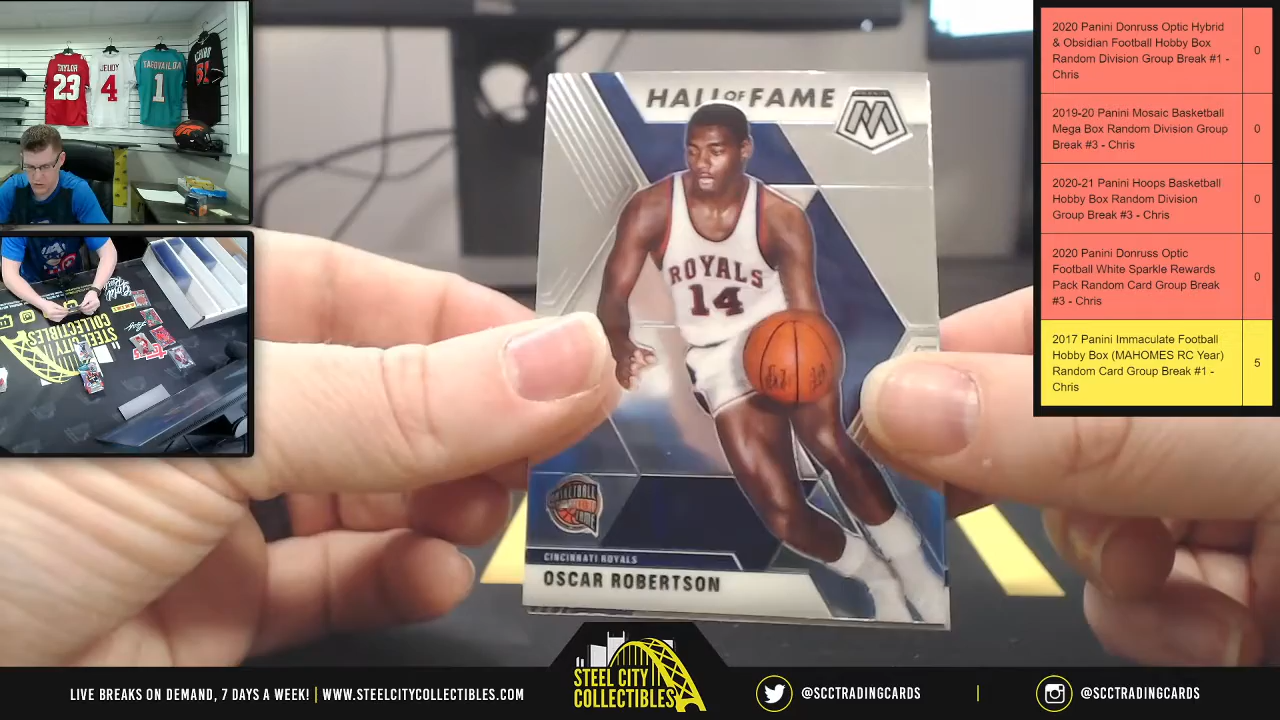 TAYLOR
23
JEUDY
4
TAGOVAILOA
1
51
STEEL CITY
COLLECTIBLES
HALL OF FAME
ROYALS
14
CINCINNATI ROYALS
OSCAR ROBERTSON
2020 Panini Donruss Optic Hybrid
& Obsidian Football Hobby Box
Random Division Group Break #1 -
Chris
0
2019-20 Panini Mosaic Basketball
Mega Box Random Division Group
Break #3 - Chris
0
2020-21 Panini Hoops Basketball
Hobby Box Random Division
Group Break #3 - Chris
0
2020 Panini Donruss Optic
Football White Sparkle Rewards
Pack Random Card Group Break
#3 - Chris
0
2017 Panini Immaculate Football
Hobby Box (MAHOMES RC Year)
Random Card Group Break #1 -
Chris
5
LIVE BREAKS ON DEMAND, 7 DAYS A WEEK! | WWW.STEELCITYCOLLECTIBLES.COM
STEEL CITY
COLLECTIBLES
@SCCTRADINGCARDS | @SCCTRADINGCARDS